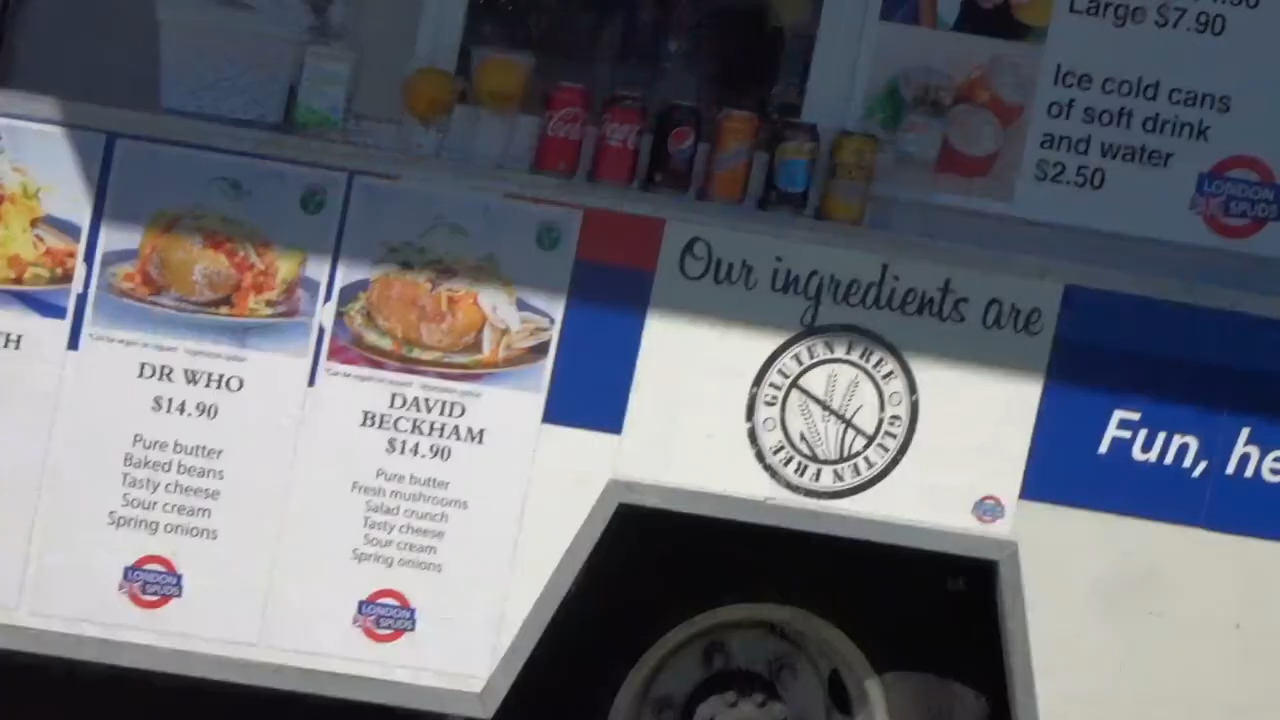 Large $7.90
Ice cold cans
of soft drink
and water
$2.50
LONDON
SPUDS
Our ingredients are
GLUTEN FREE
GLUTEN FREE
Fun, he
DR WHO
$14.90
Pure butter
Baked beans
Tasty cheese
Sour cream
Spring onions
LONDON
SPUDS
DAVID
BECKHAM
$14.90
Pure butter
Fresh mushrooms
Salad crunch
Tasty cheese
Sour cream
Spring onions
LONDON
SPUDS